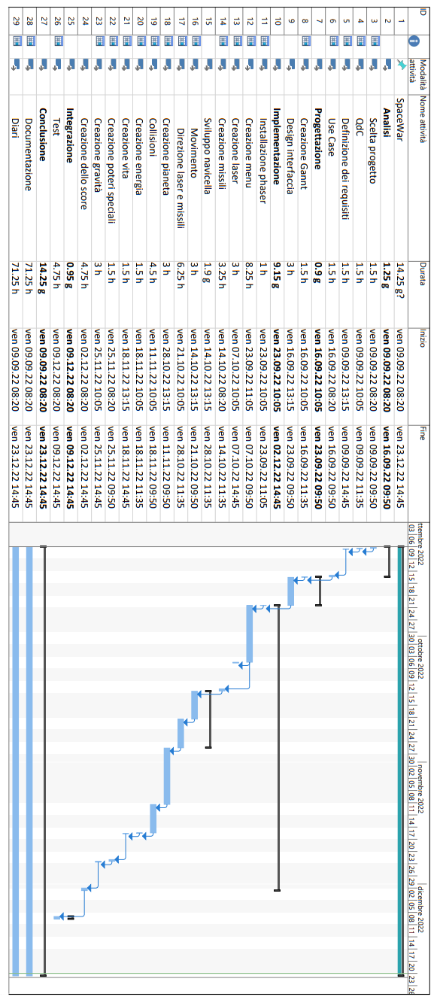 ID Modalità attività Nome attività Durata Inizio Fine
ttembre 2022 ottobre 2022 novembre 2022 dicembre 2022
03 06 09 12 15 18 21 24 27 30 03 06 09 12 15 18 21 24 27 30 02 05 08 11 14 17 20 23 26 29 02 05 08 11 14 17 20 23 26
1 SpaceWar 14.25 g? ven 09.09.22 08:20 ven 23.12.22 14:45
2 Analisi 1.25 g ven 09.09.22 08:20 ven 16.09.22 09:50
3 Scelta progetto 1.5 h ven 09.09.22 08:20 ven 09.09.22 09:50
4 QdC 1.5 h ven 09.09.22 10:05 ven 09.09.22 11:35
5 Definizione dei requisiti 1.5 h ven 09.09.22 13:15 ven 09.09.22 14:45
6 Use Case 1.5 h ven 16.09.22 08:20 ven 16.09.22 09:50
7 Progettazione 0.9 g ven 16.09.22 10:05 ven 23.09.22 09:50
8 Creazione Gannt 1.5 h ven 16.09.22 10:05 ven 16.09.22 11:35
9 Design interfaccia 3 h ven 16.09.22 13:15 ven 23.09.22 09:50
10 Implementazione 9.15 g ven 23.09.22 10:05 ven 02.12.22 14:45
11 Installazione phaser 1 h ven 23.09.22 10:05 ven 23.09.22 11:05
12 Creazione menu 8.25 h ven 23.09.22 11:05 ven 07.10.22 09:50
13 Creazione laser 3 h ven 07.10.22 10:05 ven 07.10.22 14:45
14 Creazione missili 3.25 h ven 14.10.22 08:20 ven 14.10.22 11:35
15 Sviluppo navicella 1.9 g ven 14.10.22 13:15 ven 28.10.22 11:35
16 Movimento 3 h ven 14.10.22 13:15 ven 21.10.22 09:50
17 Direzione laser e missili 6.25 h ven 21.10.22 10:05 ven 28.10.22 11:35
18 Creazione pianeta 3 h ven 28.10.22 13:15 ven 11.11.22 09:50
19 Collisioni 4.5 h ven 11.11.22 10:05 ven 18.11.22 09:50
20 Creazione energia 1.5 h ven 18.11.22 10:05 ven 18.11.22 11:35
21 Creazione vita 1.5 h ven 18.11.22 13:15 ven 18.11.22 14:45
22 Creazione poteri speciali 1.5 h ven 25.11.22 08:20 ven 25.11.22 09:50
23 Creazione gravità 3 h ven 25.11.22 10:05 ven 25.11.22 14:45
24 Creazione dello score 4.75 h ven 02.12.22 08:20 ven 02.12.22 14:45
25 Integrazione 0.95 g ven 09.12.22 08:20 ven 09.12.22 14:45
26 Test 4.75 h ven 09.12.22 08:20 ven 09.12.22 14:45
27 Conclusione 14.25 g ven 09.09.22 08:20 ven 23.12.22 14:45
28 Documentazione 71.25 h ven 09.09.22 08:20 ven 23.12.22 14:45
29 Diari 71.25 h ven 09.09.22 08:20 ven 23.12.22 14:45